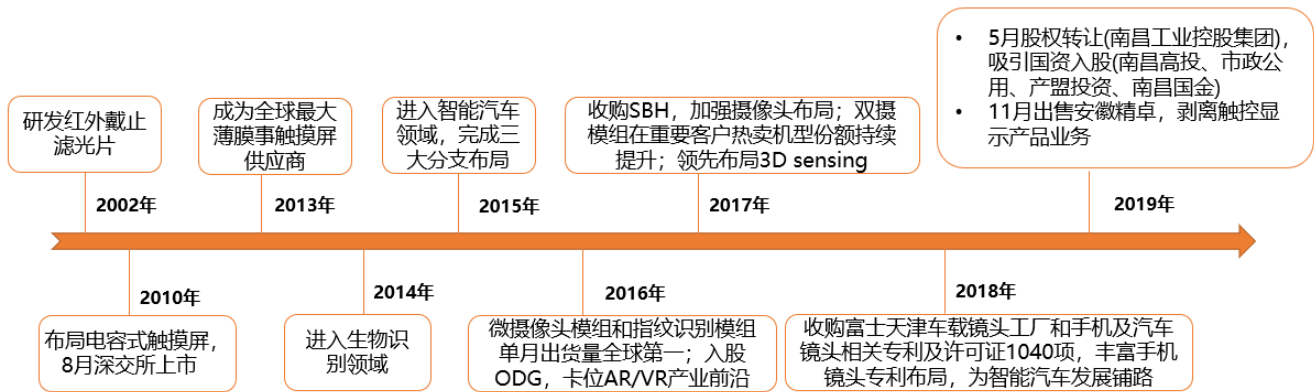 研发红外戴止
滤光片
2002年
布局电容式触摸屏，
8月深交所上市
2010年
成为全球最大
薄膜事触摸屏
供应商
2013年
进入生物识
别领域
2014年
进入智能汽车
领域，完成三
大分支布局
2015年
微摄像头模组和指纹识别模组
单月出货量全球第一；入股
ODG，卡位AR/VR产业前沿
2016年
收购SBH，加强摄像头布局；双摄
模组在重要客户热卖机型份额持续
提升；领先布局3D sensing
2017年
收购富士天津车载镜头工厂和手机及汽车
镜头相关专利及许可证1040项，丰富手机
镜头专利布局，为智能汽车发展铺路
2018年
• 5月股权转让(南昌工业控股集团)，
吸引国资入股(南昌高投、市政公
用、产盟投资、南昌国金)
• 11月出售安徽精卓，剥离触控显
示产品业务
2019年